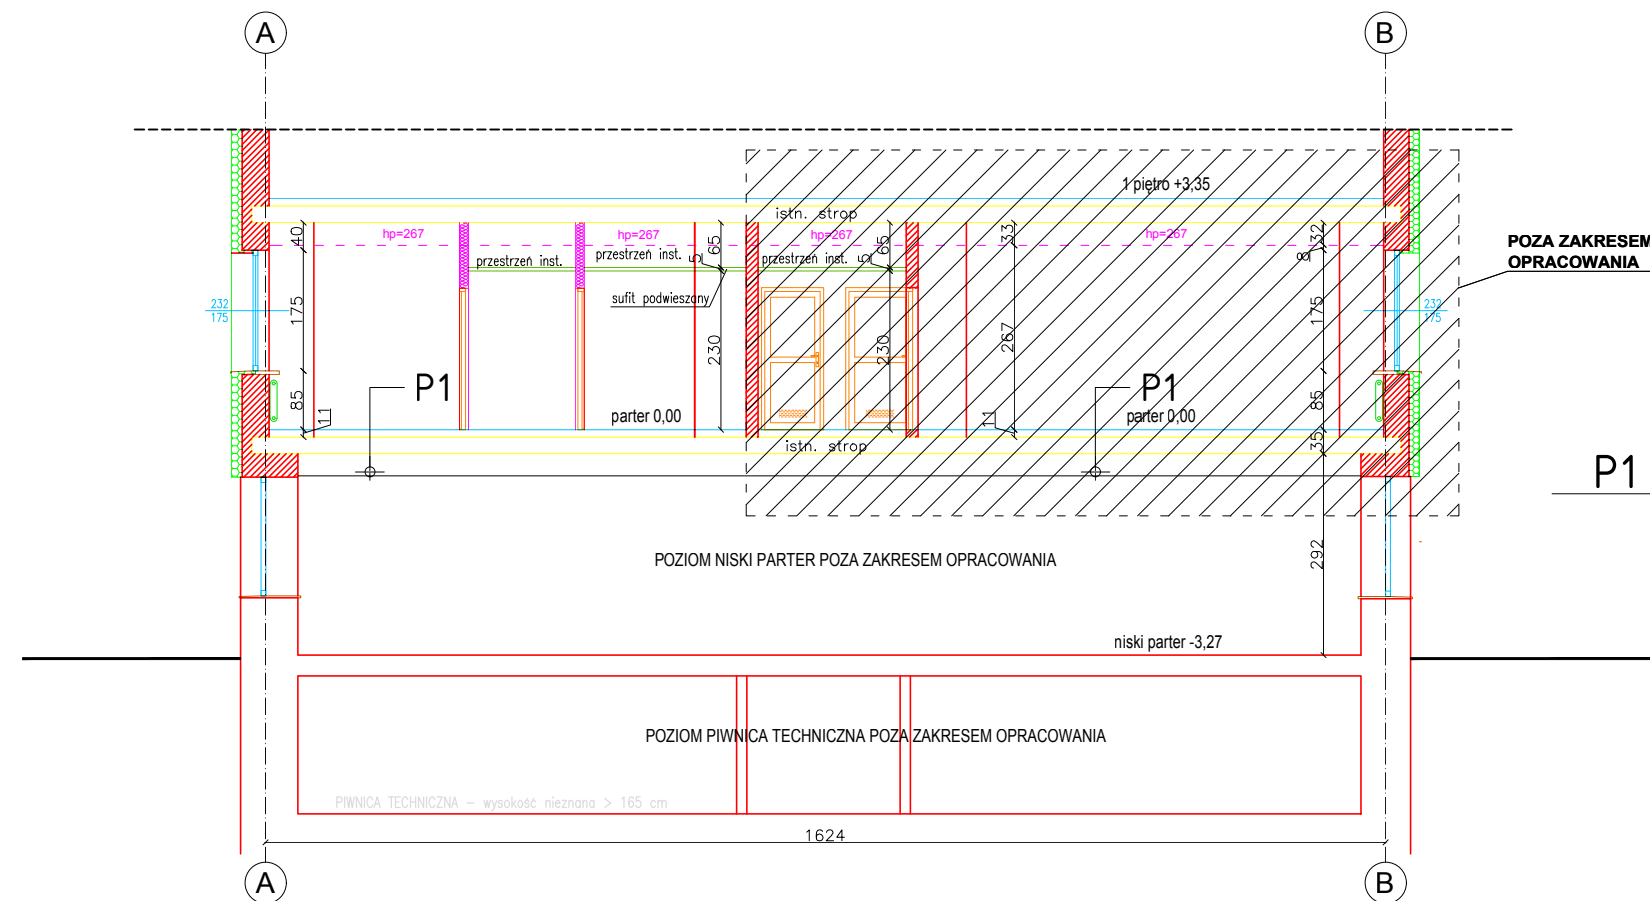 A
B
1 piętro +3,35
istn. strop
POZA ZAKRESEM
OPRACOWANIA
hp=267
hp=267
hp=267
hp=267
40
65
5
65
5
33
32
8
przestrzeń inst.
przestrzeń inst.
przestrzeń inst.
sufit podwieszany
232
175
175
230
230
267
175
232
175
P1
P1
85
11
parter 0,00
11
parter 0,00
85
istn. strop
35
P1
292
POZIOM NISKI PARTER POZA ZAKRESEM OPRACOWANIA
niski parter -3,27
POZIOM PIWNICA TECHNICZNA POZA ZAKRESEM OPRACOWANIA
PIWNICA TECHNICZNA – wysokość nieznana > 165 cm
1624
A
B